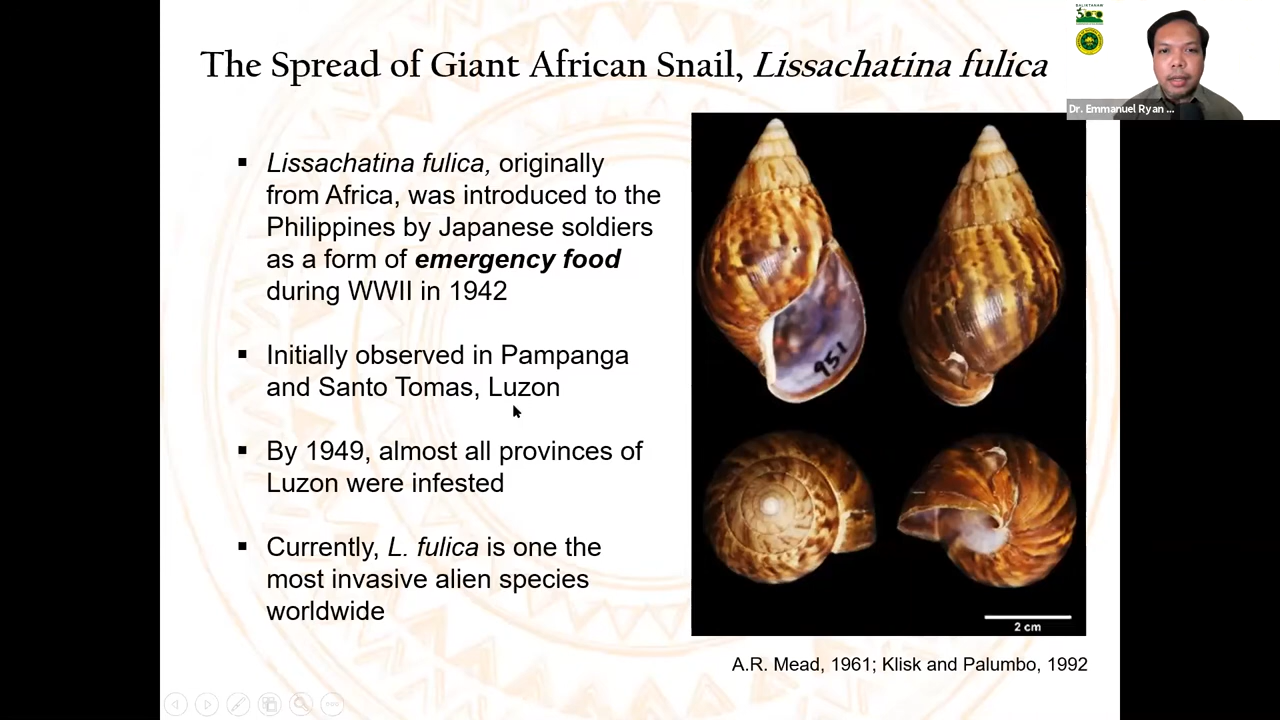 The Spread of Giant African Snail, Lissachatina fulica
Dr. Emmanuel Ryan ...
Lissachatina fulica, originally
from Africa, was introduced to the
Philippines by Japanese soldiers
as a form of emergency food
during WWII in 1942
Initially observed in Pampanga
and Santo Tomas, Luzon
By 1949, almost all provinces of
Luzon were infested
Currently, L. fulica is one the
most invasive alien species
worldwide
951
2 cm
A.R. Mead, 1961; Klisk and Palumbo, 1992